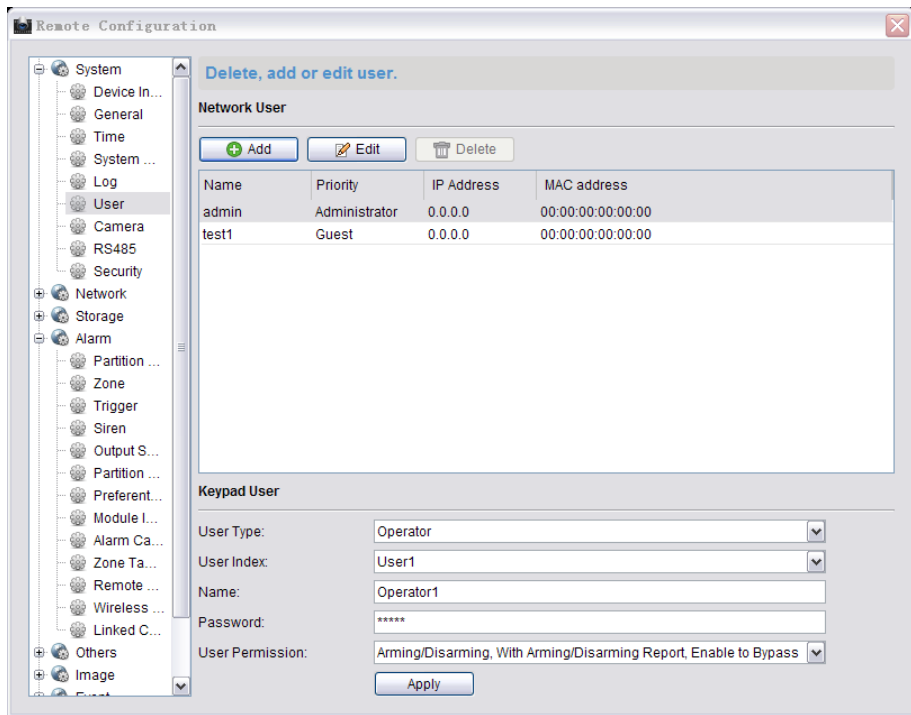 Remote Configuration
System
Device In...
General
Time
System ...
Log
User
Camera
RS485
Security
Network
Storage
Alarm
Partition ...
Zone
Trigger
Siren
Output S...
Partition ...
Preferent...
Module I...
Alarm Ca...
Zone Ta...
Remote ...
Wireless ...
Linked C...
Others
Image
Event
Delete, add or edit user.
Network User
Add Edit Delete
Name Priority IP Address MAC address
admin Administrator 0.0.0.0 00:00:00:00:00:00
test1 Guest 0.0.0.0 00:00:00:00:00:00
Keypad User
User Type: Operator
User Index: User1
Name: Operator1
Password: *****
User Permission: Arming/Disarming, With Arming/Disarming Report, Enable to Bypass
Apply